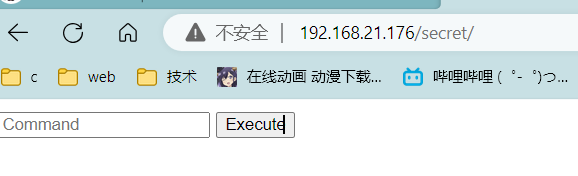 不安全 | 192.168.21.176/secret/
c web 技术 在线动画 动漫下载... 哔哩哔哩 (゜-゜)つ...
Command Execute